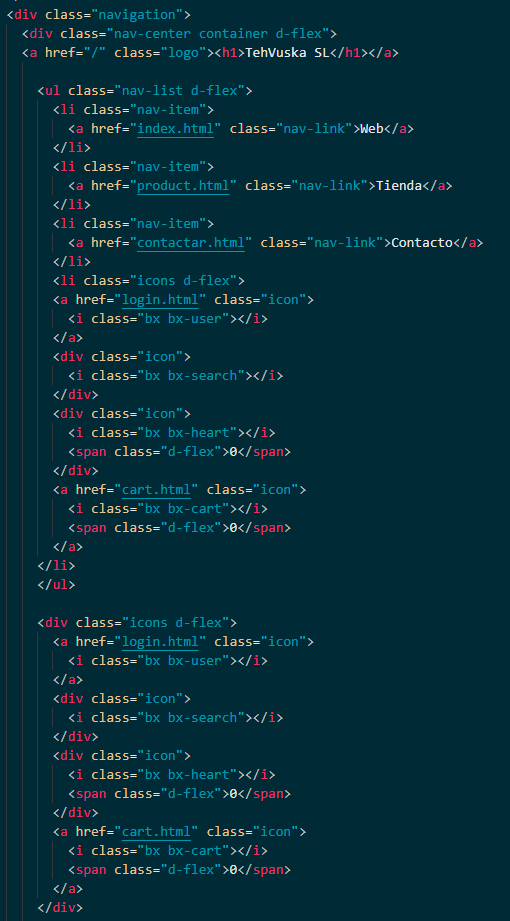 <div class="navigation">
<div class="nav-center container d-flex">
<a href="/" class="logo"><h1>TehVuska SL</h1></a>
<ul class="nav-list d-flex">
<li class="nav-item">
<a href="index.html" class="nav-link">Web</a>
</li>
<li class="nav-item">
<a href="product.html" class="nav-link">Tienda</a>
</li>
<li class="nav-item">
<a href="contactar.html" class="nav-link">Contacto</a>
</li>
<li class="icons d-flex">
<a href="login.html" class="icon">
<i class="bx bx-user"></i>
</a>
<div class="icon">
<i class="bx bx-search"></i>
</div>
<div class="icon">
<i class="bx bx-heart"></i>
<span class="d-flex">0</span>
</div>
<a href="cart.html" class="icon">
<i class="bx bx-cart"></i>
<span class="d-flex">0</span>
</a>
</li>
</ul>
<div class="icons d-flex">
<a href="login.html" class="icon">
<i class="bx bx-user"></i>
</a>
<div class="icon">
<i class="bx bx-search"></i>
</div>
<div class="icon">
<i class="bx bx-heart"></i>
<span class="d-flex">0</span>
</div>
<a href="cart.html" class="icon">
<i class="bx bx-cart"></i>
<span class="d-flex">0</span>
</a>
</div>